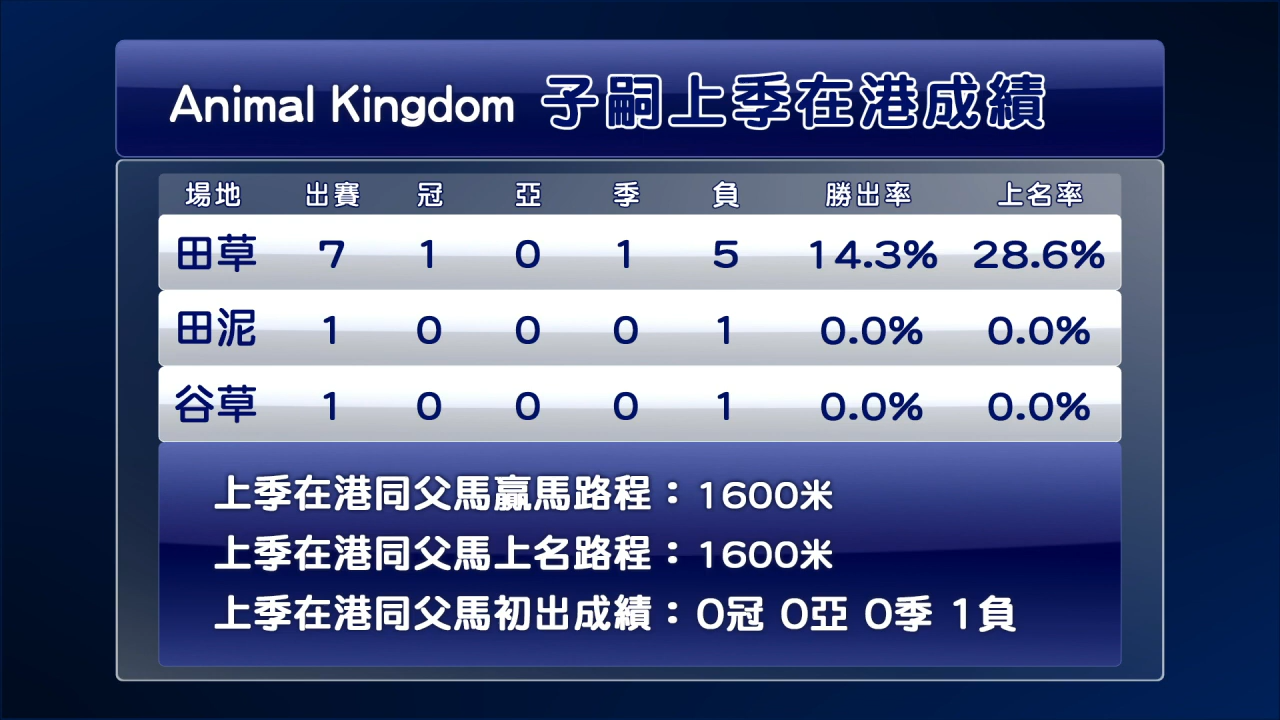 Animal Kingdom 子嗣上季在港成績
場地 出賽 冠 亞 季 負 勝出率 上名率
田草 7 1 0 1 5 14.3% 28.6%
田泥 1 0 0 0 1 0.0% 0.0%
谷草 1 0 0 0 1 0.0% 0.0%
上季在港同父馬贏馬路程：1600米
上季在港同父馬上名路程：1600米
上季在港同父馬初出成績：0冠 0亞 0季 1負